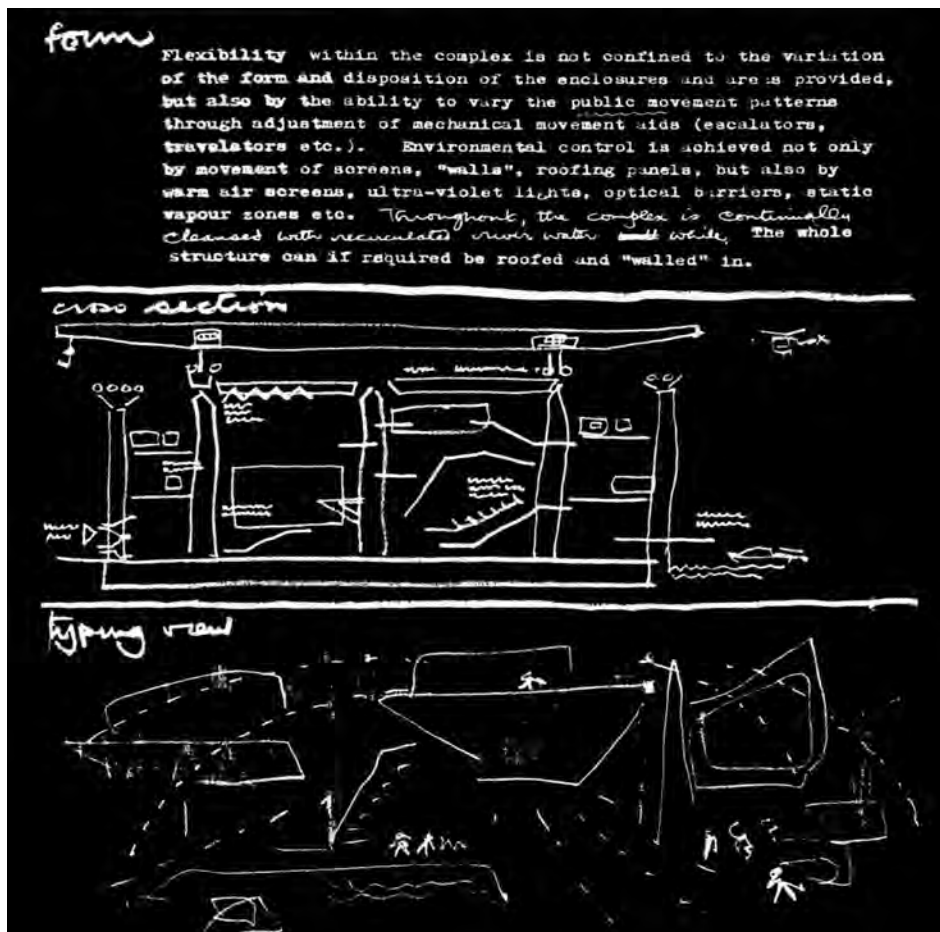 form
Flexibility within the complex is not confined to the variation
of the form and disposition of the enclosures and areas provided,
but also by the ability to vary the public movement patterns
through adjustment of mechanical movement aids (escalators,
travelators etc.). Environmental control is achieved not only
by movement of screens, "walls", roofing panels, but also by
warm air screens, ultra-violet lights, optical barriers, static
vapour zones etc. Throughout, the complex is continually
cleansed with recirculated river water while, The whole
structure can if required be roofed and "walled" in.
cross section
view